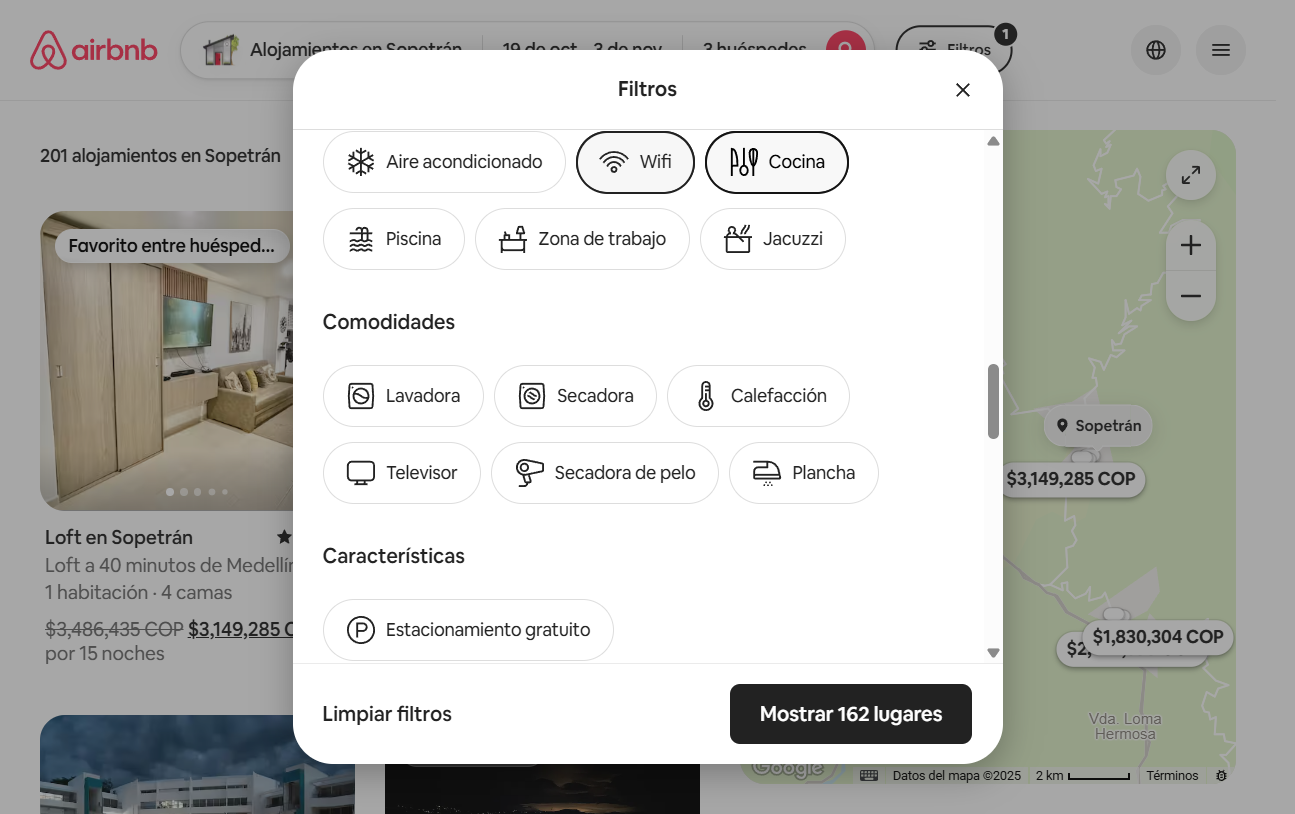 airbnb
Alojamientos en Sopetrán
19 de oct. – 3 de nov.
3 huéspedes
Filtros
1
201 alojamientos en Sopetrán
Favorito entre huésped...
Loft en Sopetrán
Loft a 40 minutos de Medellín
1 habitación · 4 camas
$3,486,435 COP $3,149,285 C
por 15 noches
Filtros
Aire acondicionado
Wifi
Cocina
Piscina
Zona de trabajo
Jacuzzi
Comodidades
Lavadora
Secadora
Calefacción
Televisor
Secadora de pelo
Plancha
Características
Estacionamiento gratuito
Limpiar filtros
Mostrar 162 lugares
Sopetrán
$3,149,285 COP
$1,830,304 COP
$2,
Vda. Loma
Hermosa
Google
Datos del mapa ©2025
2 km
Términos